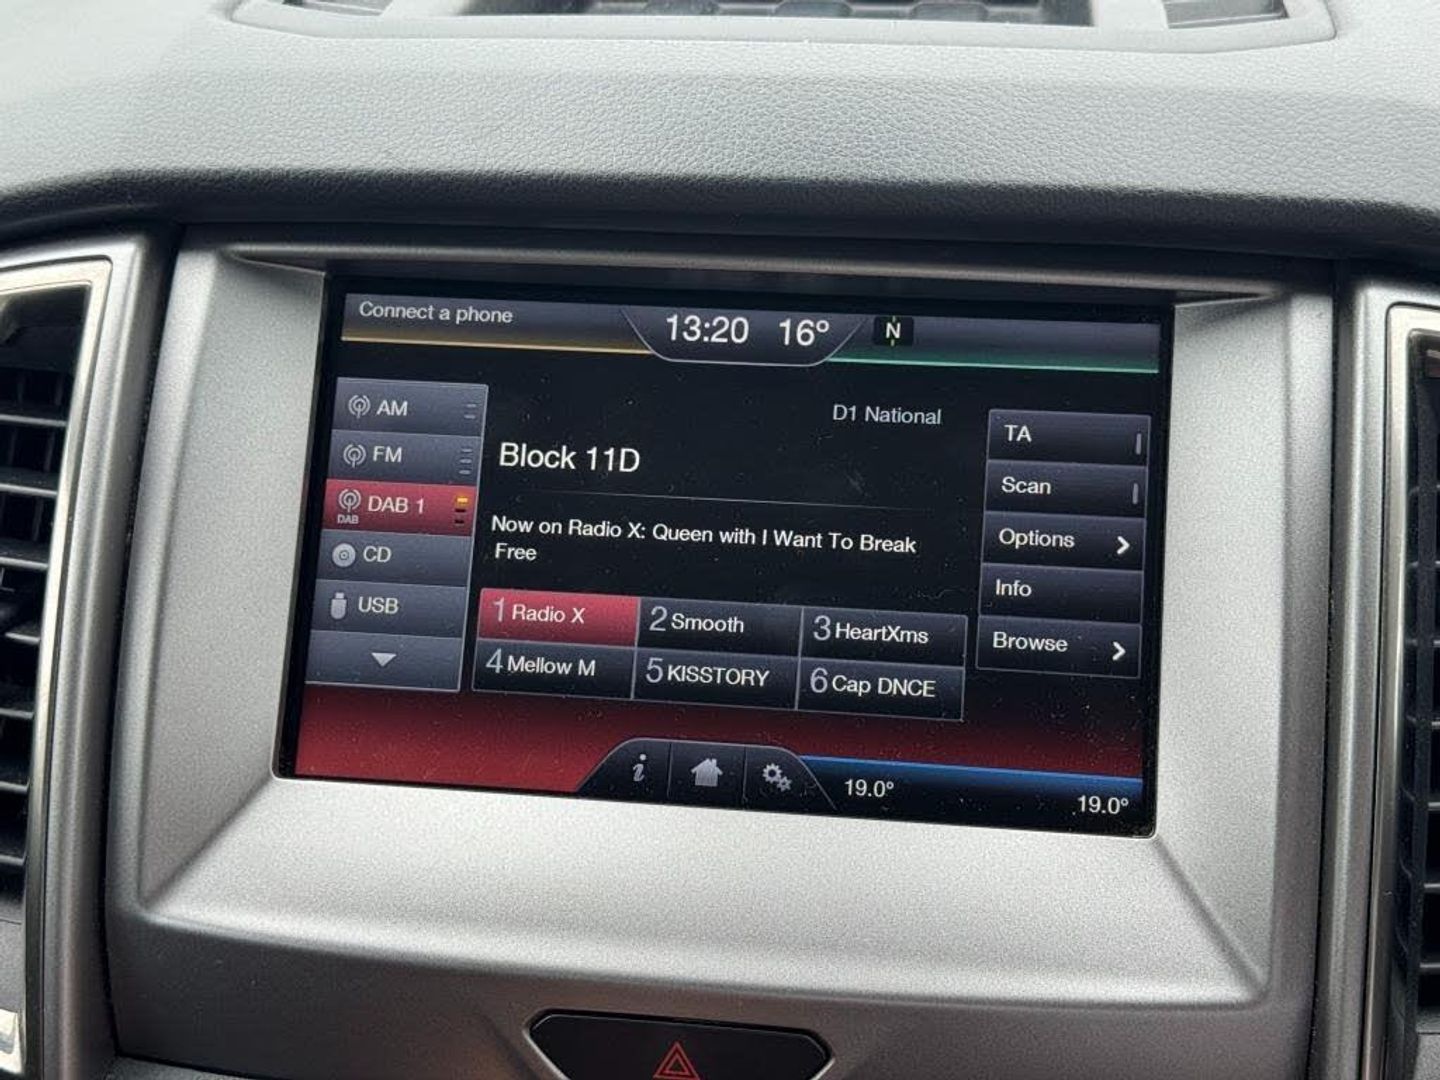 Connect a phone
13:20 16° N
AM
FM
DAB 1
DAB
CD
USB
D1 National
Block 11D
Now on Radio X: Queen with I Want To Break
Free
1 Radio X
2 Smooth
3 HeartXms
4 Mellow M
5 KISSTORY
6 Cap DNCE
TA
Scan
Options
Info
Browse
i
19.0°
19.0°